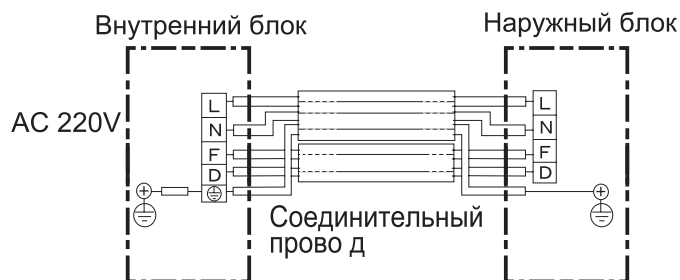 Внутренний блок
Наружный блок
AC 220V
L
N
F
D
L
N
F
D
Соединительный
прово д